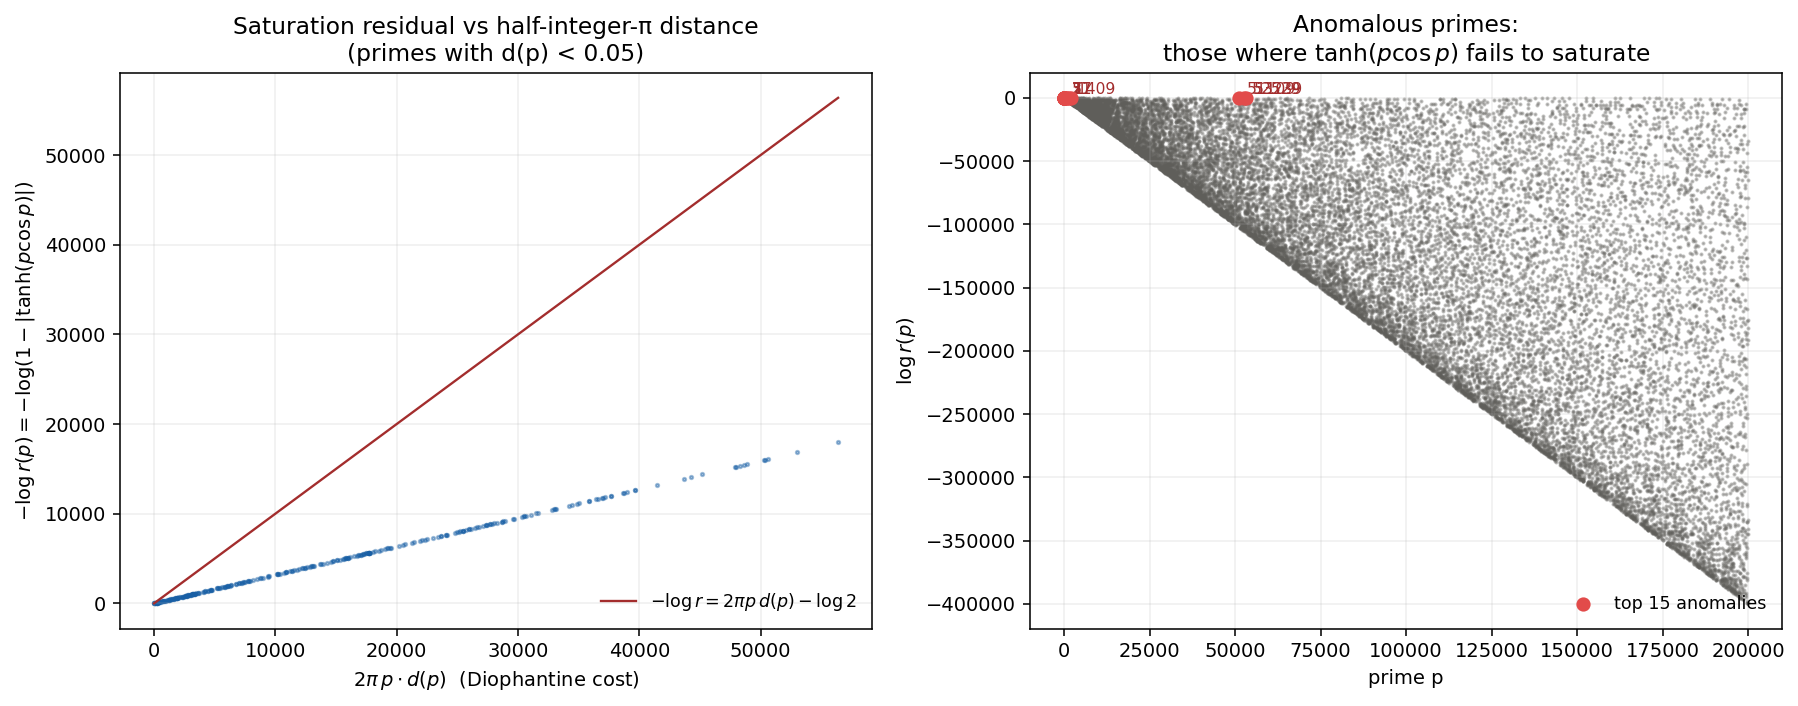 Saturation residual vs half-integer-π distance
(primes with d(p) < 0.05)
−log r(p) = −log(1 − |tanh(p cos p)|)
50000
40000
30000
20000
10000
0
0 10000 20000 30000 40000 50000
2π p · d(p) (Diophantine cost)
−log r = 2πp d(p) − log 2
Anomalous primes:
those where tanh(p cos p) fails to saturate
log r(p)
0
−50000
−100000
−150000
−200000
−250000
−300000
−350000
−400000
0 25000 50000 75000 100000 125000 150000 175000 200000
prime p
top 15 anomalies